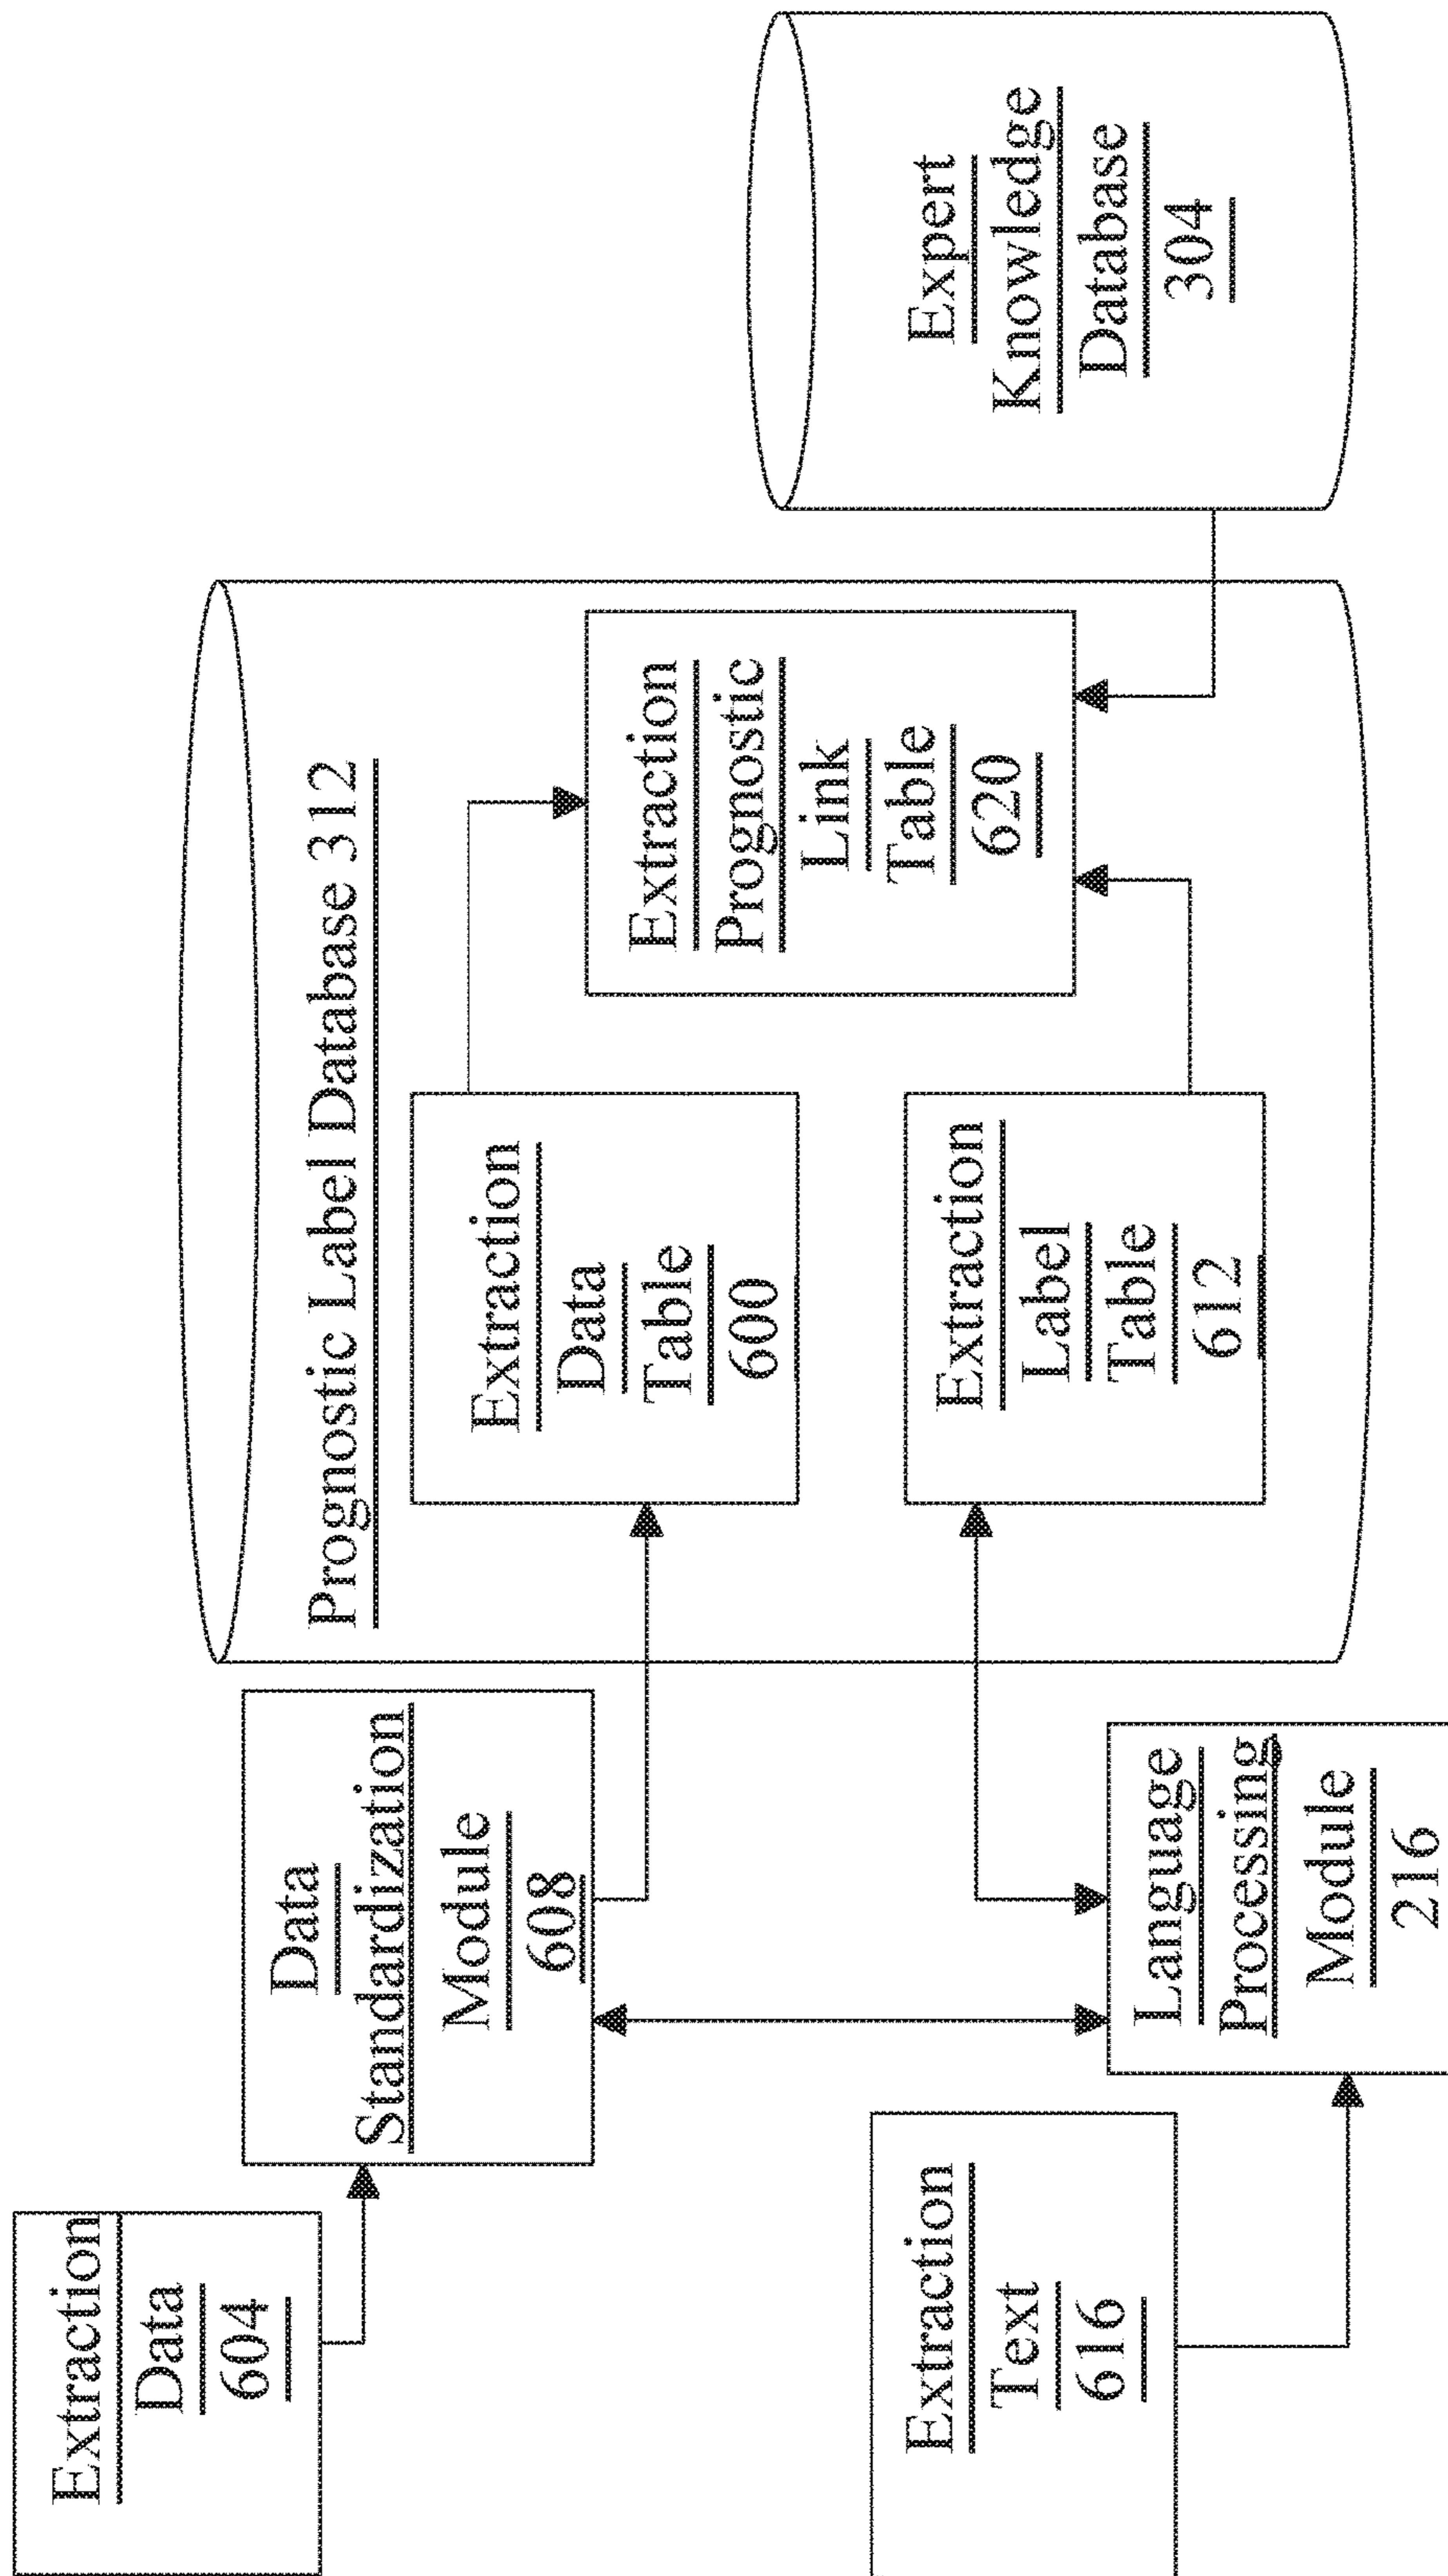 Extraction
Data
604
Data
Standardization
Module
608
Extraction
Text
616
Language
Processing
Module
216
Prognostic Label Database 312
Extraction
Data
Table
600
Extraction
Label
Table
612
Extraction
Prognostic
Link
Table
620
Expert
Knowledge
Database
304